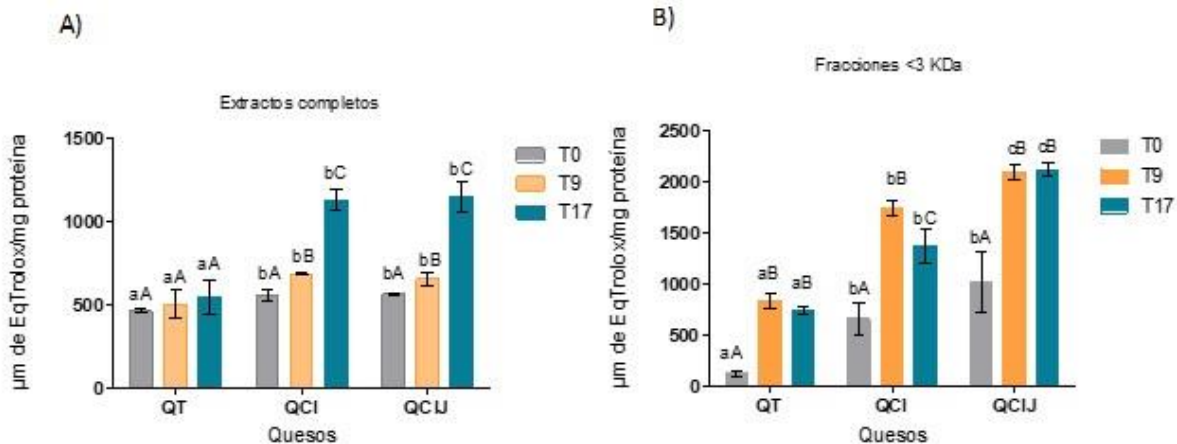 A)
Extractos completos
µm de EqTrolox/mg proteína
1500
1000
500
0
aA aA aA
bA bB bC
bA bB bC
QT QCI QCIJ
Quesos
T0
T9
T17
B)
Fracciones <3 KDa
µm de EqTrolox/mg proteína
2500
2000
1500
1000
500
0
aA aB aB
bA bB bC
bA cB cB
QT QCI QCIJ
Quesos
T0
T9
T17